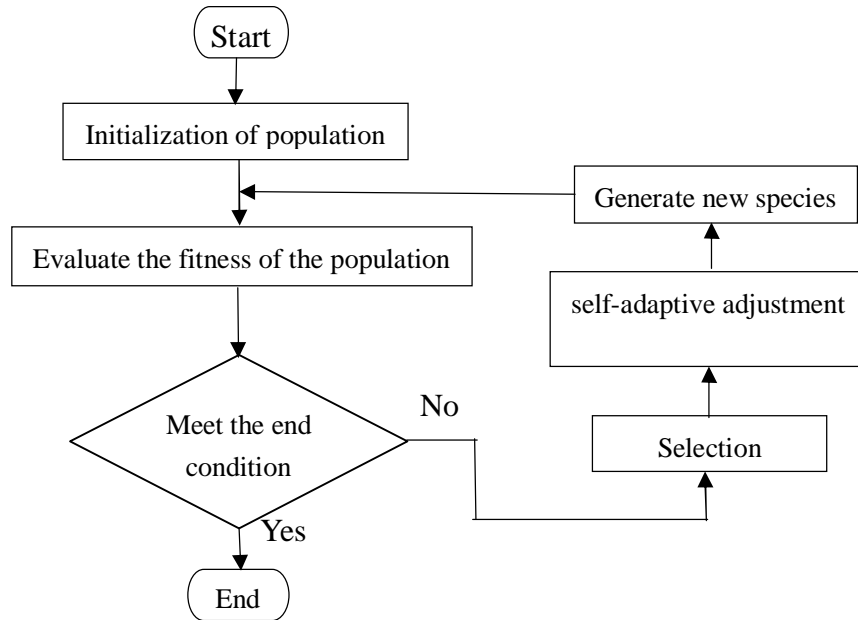 Start
Initialization of population
Generate new species
Evaluate the fitness of the population
self-adaptive adjustment
No
Meet the end
condition
Selection
Yes
End